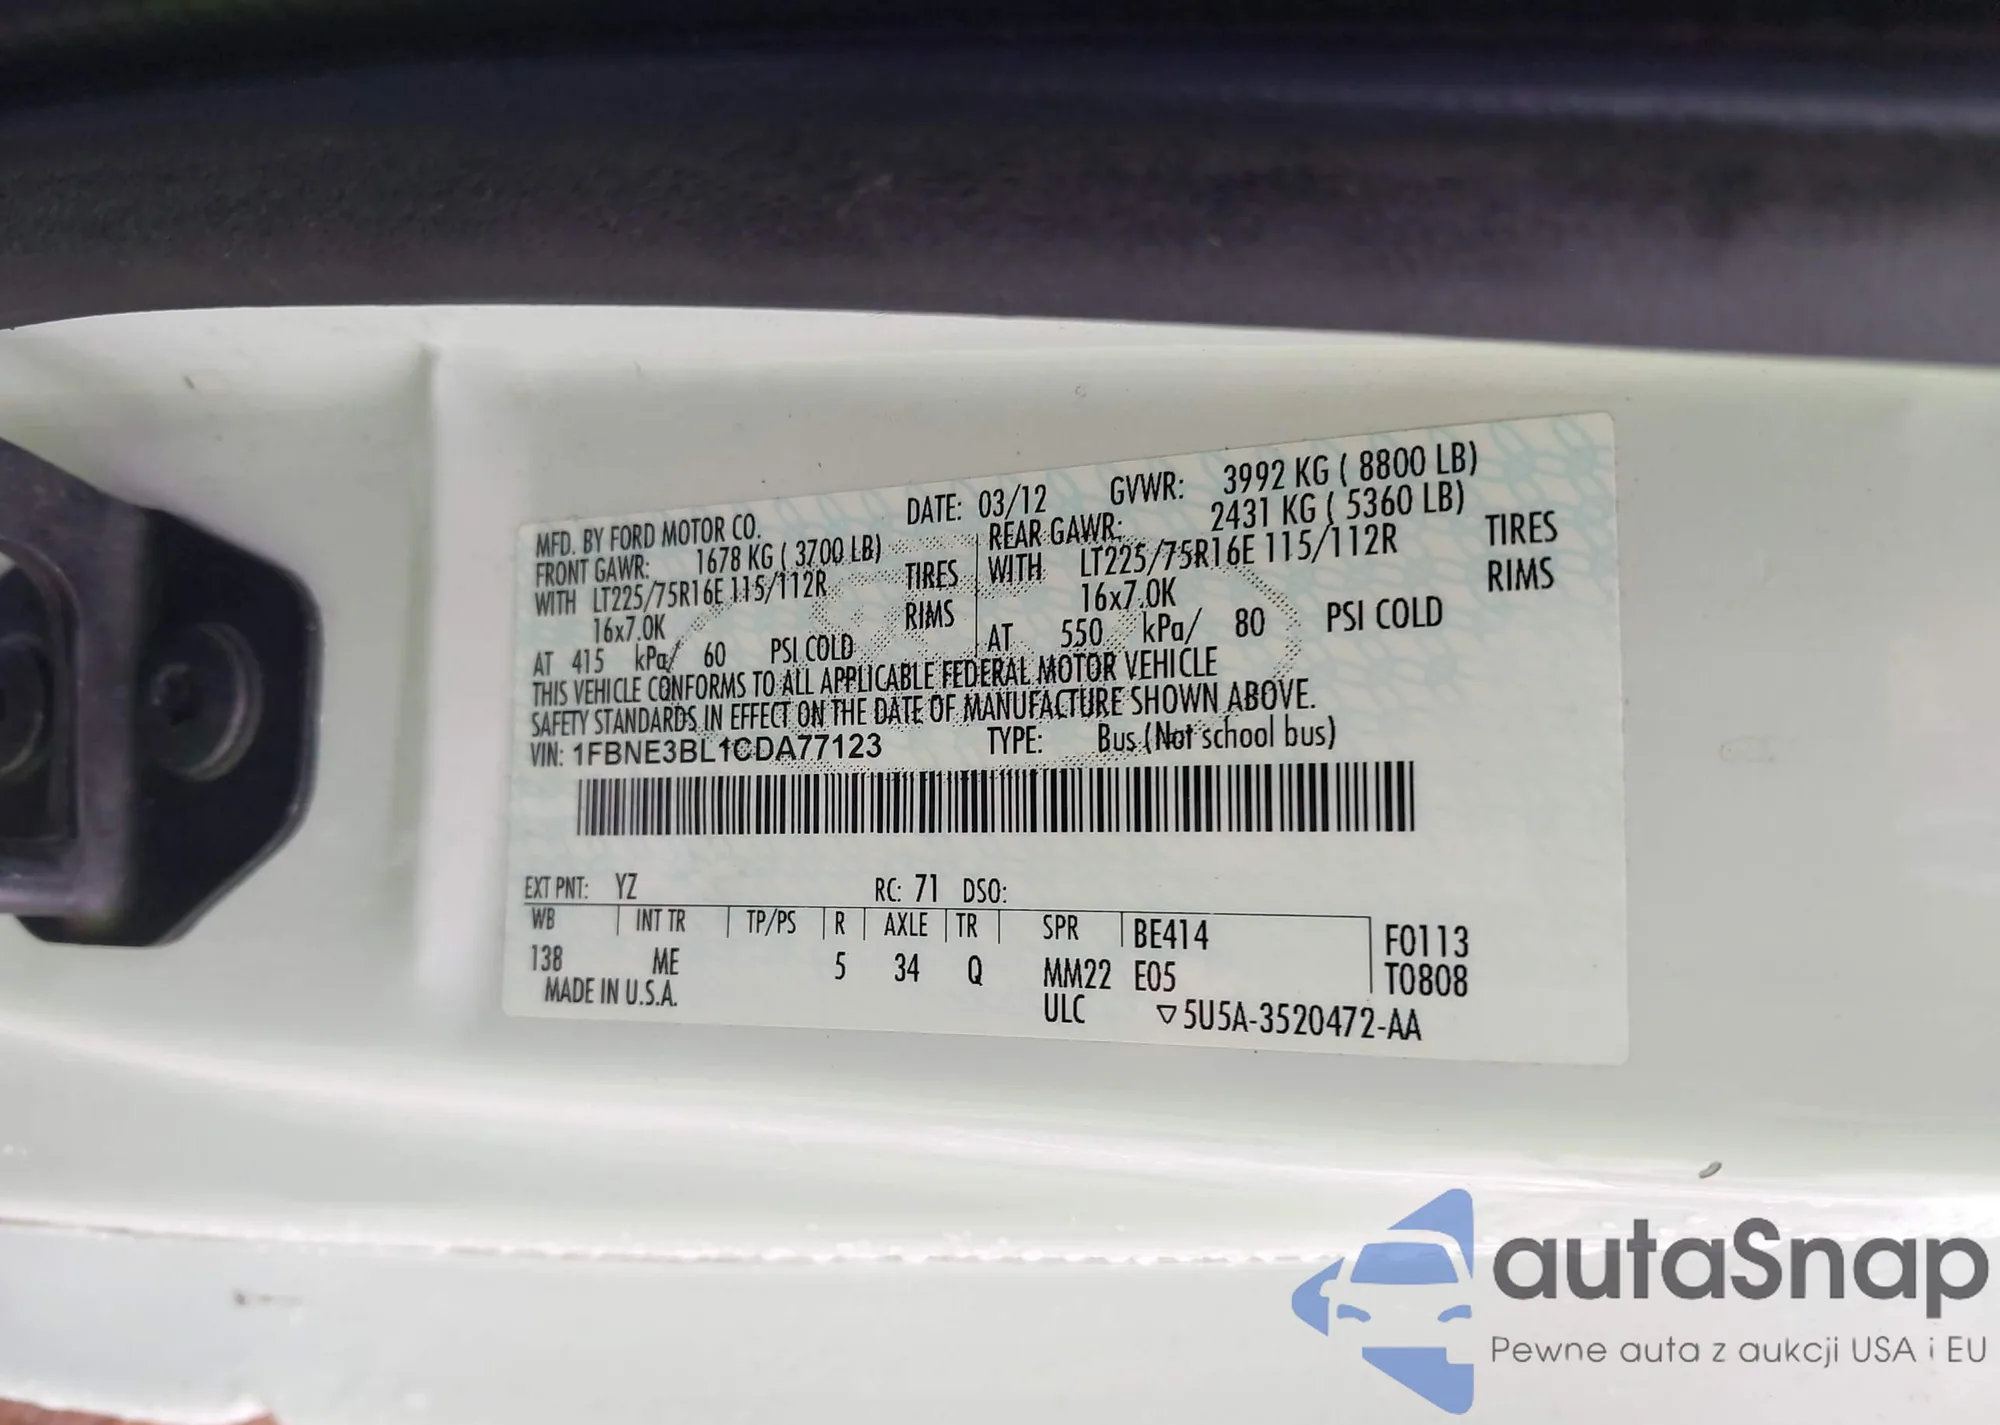 MFD. BY FORD MOTOR CO. DATE: 03/12 GVWR: 3992 KG ( 8800 LB)
FRONT GAWR: 1678 KG ( 3700 LB) REAR GAWR: 2431 KG ( 5360 LB)
WITH LT225/75R16E 115/112R TIRES WITH LT225/75R16E 115/112R TIRES
16x7.0K RIMS 16x7.0K RIMS
AT 415 kPa/ 60 PSI COLD AT 550 kPa/ 80 PSI COLD
THIS VEHICLE CONFORMS TO ALL APPLICABLE FEDERAL MOTOR VEHICLE
SAFETY STANDARDS IN EFFECT ON THE DATE OF MANUFACTURE SHOWN ABOVE.
VIN: 1FBNE3BL1CDA77123 TYPE: Bus (Not school bus)
EXT PNT: YZ RC: 71 DSO:
WB INT TR TP/PS R AXLE TR SPR BE414 F0113
138 ME 5 34 Q MM22 E05 T0808
MADE IN U.S.A. ULC ▽5U5A-3520472-AA
autaSnap
Pewne auta z aukcji USA i EU